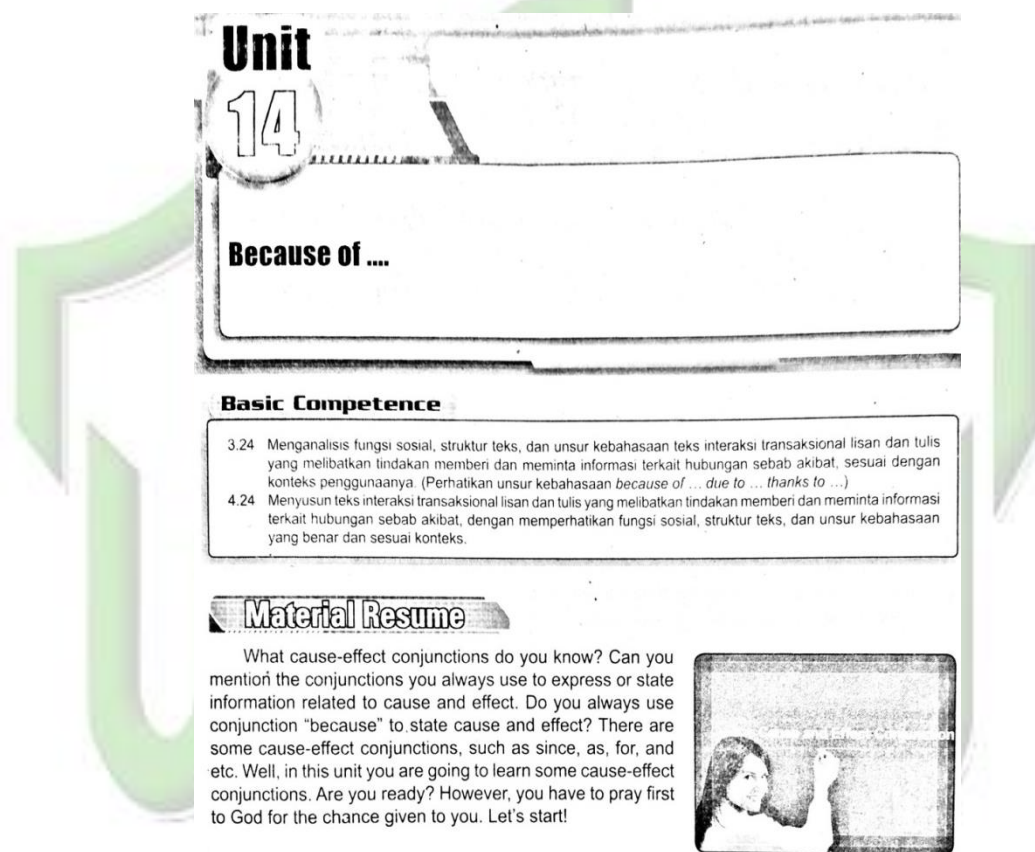 Unit
14
Because of ....
Basic Competence
3.24 Menganalisis fungsi sosial, struktur teks, dan unsur kebahasaan teks interaksi transaksional lisan dan tulis
yang melibatkan tindakan memberi dan meminta informasi terkait hubungan sebab akibat, sesuai dengan
konteks penggunaanya. (Perhatikan unsur kebahasaan because of ... due to ... thanks to ...)
4.24 Menyusun teks interaksi transaksional lisan dan tulis yang melibatkan tindakan memberi dan meminta informasi
terkait hubungan sebab akibat, dengan memperhatikan fungsi sosial, struktur teks, dan unsur kebahasaan
yang benar dan sesuai konteks.
Material Resume
What cause-effect conjunctions do you know? Can you
mention the conjunctions you always use to express or state
information related to cause and effect. Do you always use
conjunction “because” to state cause and effect? There are
some cause-effect conjunctions, such as since, as, for, and
etc. Well, in this unit you are going to learn some cause-effect
conjunctions. Are you ready? However, you have to pray first
to God for the chance given to you. Let's start!